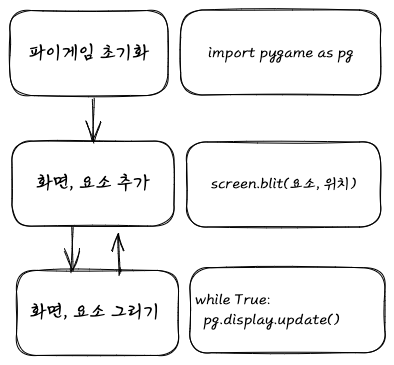 파이게임 초기화
import pygame as pg
화면, 요소 추가
screen.blit(요소, 위치)
화면, 요소 그리기
while True:
pg.display.update()